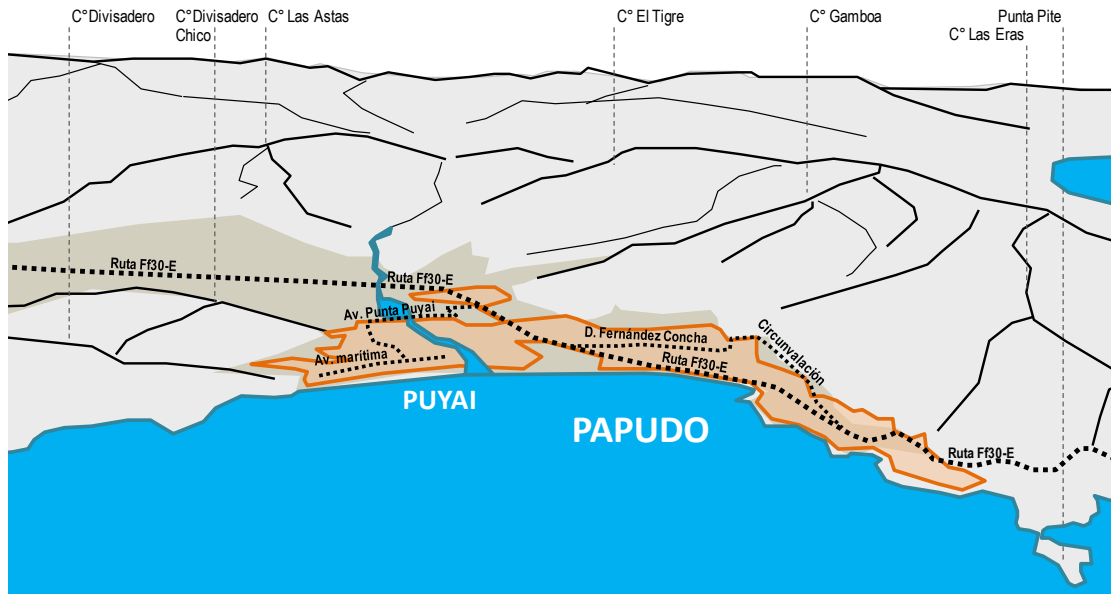 C° Divisadero
C° Divisadero
Chico
C° Las Astas
C° El Tigre
C° Gamboa
Punta Pite
C° Las Eras
Ruta Ff30-E
Ruta Ff30-E
Av. Punta Puyai
Av. marítima
D. Fernández Concha
Circunvalación
Ruta Ff30-E
PUYAI
PAPUDO
Ruta Ff30-E